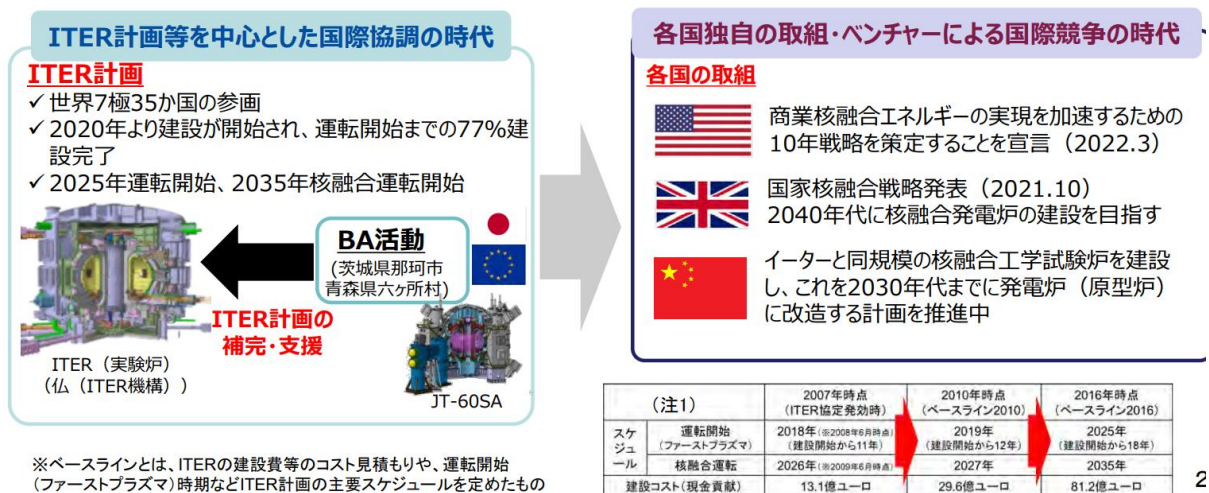 ITER計画等を中心とした国際協調の時代
ITER計画
✓世界7極35か国の参画
✓2020年より建設が開始され、運転開始までの77%建
設完了
✓2025年運転開始、2035年核融合運転開始
BA活動
(茨城県那珂市
青森県六ヶ所村)
ITER計画の
補完・支援
ITER（実験炉）
（仏（ITER機構））
JT-60SA
※ベースラインとは、ITERの建設費等のコスト見積もりや、運転開始
(ファーストプラズマ)時期などITER計画の主要スケジュールを定めたもの
各国独自の取組・ベンチャーによる国際競争の時代
各国の取組
商業核融合エネルギーの実現を加速するための
10年戦略を策定することを宣言（2022.3）
国家核融合戦略発表（2021.10）
2040年代に核融合発電炉の建設を目指す
イーターと同規模の核融合工学試験炉を建設
し、これを2030年代までに発電炉（原型炉）
に改造する計画を推進中
(注1) 2007年時点 2010年時点 2016年時点
(ITER協定発効時) (ベースライン2010) (ベースライン2016)
スケジュール 運転開始 2018年(※2008年6月時点) 2019年 2025年
(ファーストプラズマ) (建設開始から11年) (建設開始から12年) (建設開始から18年)
核融合運転 2026年(※2009年6月時点) 2027年 2035年
建設コスト(現金貢献) 13.1億ユーロ 29.6億ユーロ 81.2億ユーロ
2